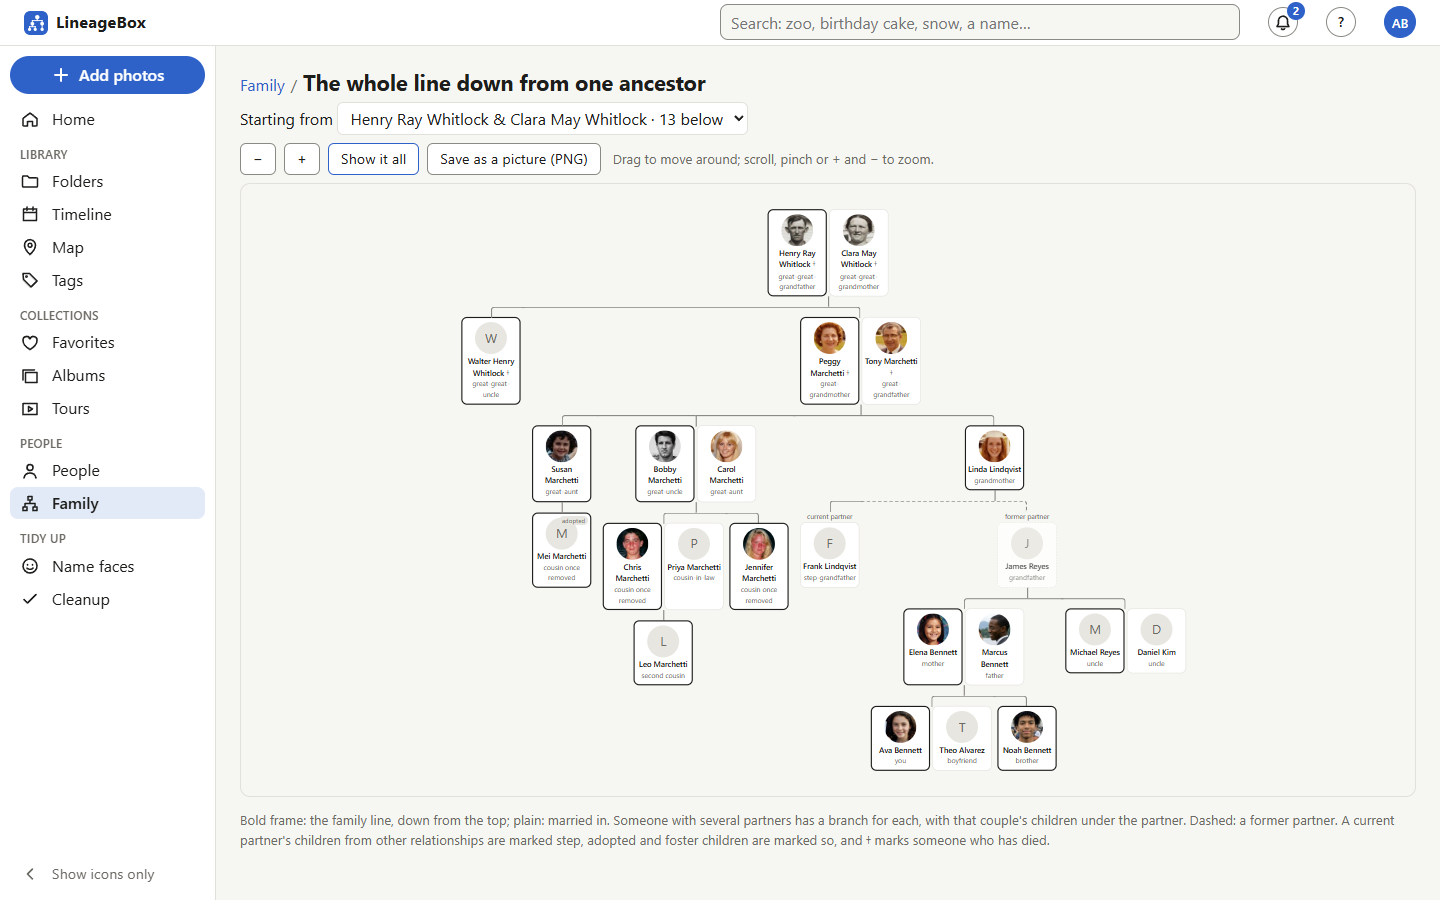 LineageBox
Search: zoo, birthday cake, snow, a name...
2
?
AB
Add photos
Home
LIBRARY
Folders
Timeline
Map
Tags
COLLECTIONS
Favorites
Albums
Tours
PEOPLE
People
Family
TIDY UP
Name faces
Cleanup
Show icons only
Family / The whole line down from one ancestor
Starting from Henry Ray Whitlock & Clara May Whitlock · 13 below
− + Show it all Save as a picture (PNG) Drag to move around; scroll, pinch or + and − to zoom.
Henry Ray
Whitlock †
great-great-
grandfather
Clara May
Whitlock †
great-great-
grandmother
W
Walter Henry
Whitlock †
great-great-
uncle
Peggy
Marchetti †
great-
grandmother
Tony Marchetti
†
great-
grandfather
Susan
Marchetti
great-aunt
Bobby
Marchetti
great-uncle
Carol
Marchetti
great-aunt
Linda Lindqvist
grandmother
adopted
M
Mei Marchetti
cousin once
removed
Chris
Marchetti
cousin once
removed
P
Priya Marchetti
cousin-in-law
Jennifer
Marchetti
cousin once
removed
current partner
F
Frank Lindqvist
step-grandfather
former partner
J
James Reyes
grandfather
L
Leo Marchetti
second cousin
Elena Bennett
mother
Marcus
Bennett
father
M
Michael Reyes
uncle
D
Daniel Kim
uncle
Ava Bennett
you
T
Theo Alvarez
boyfriend
Noah Bennett
brother
Bold frame: the family line, down from the top; plain: married in. Someone with several partners has a branch for each, with that couple's children under the partner. Dashed: a former partner. A current
partner's children from other relationships are marked step, adopted and foster children are marked so, and † marks someone who has died.